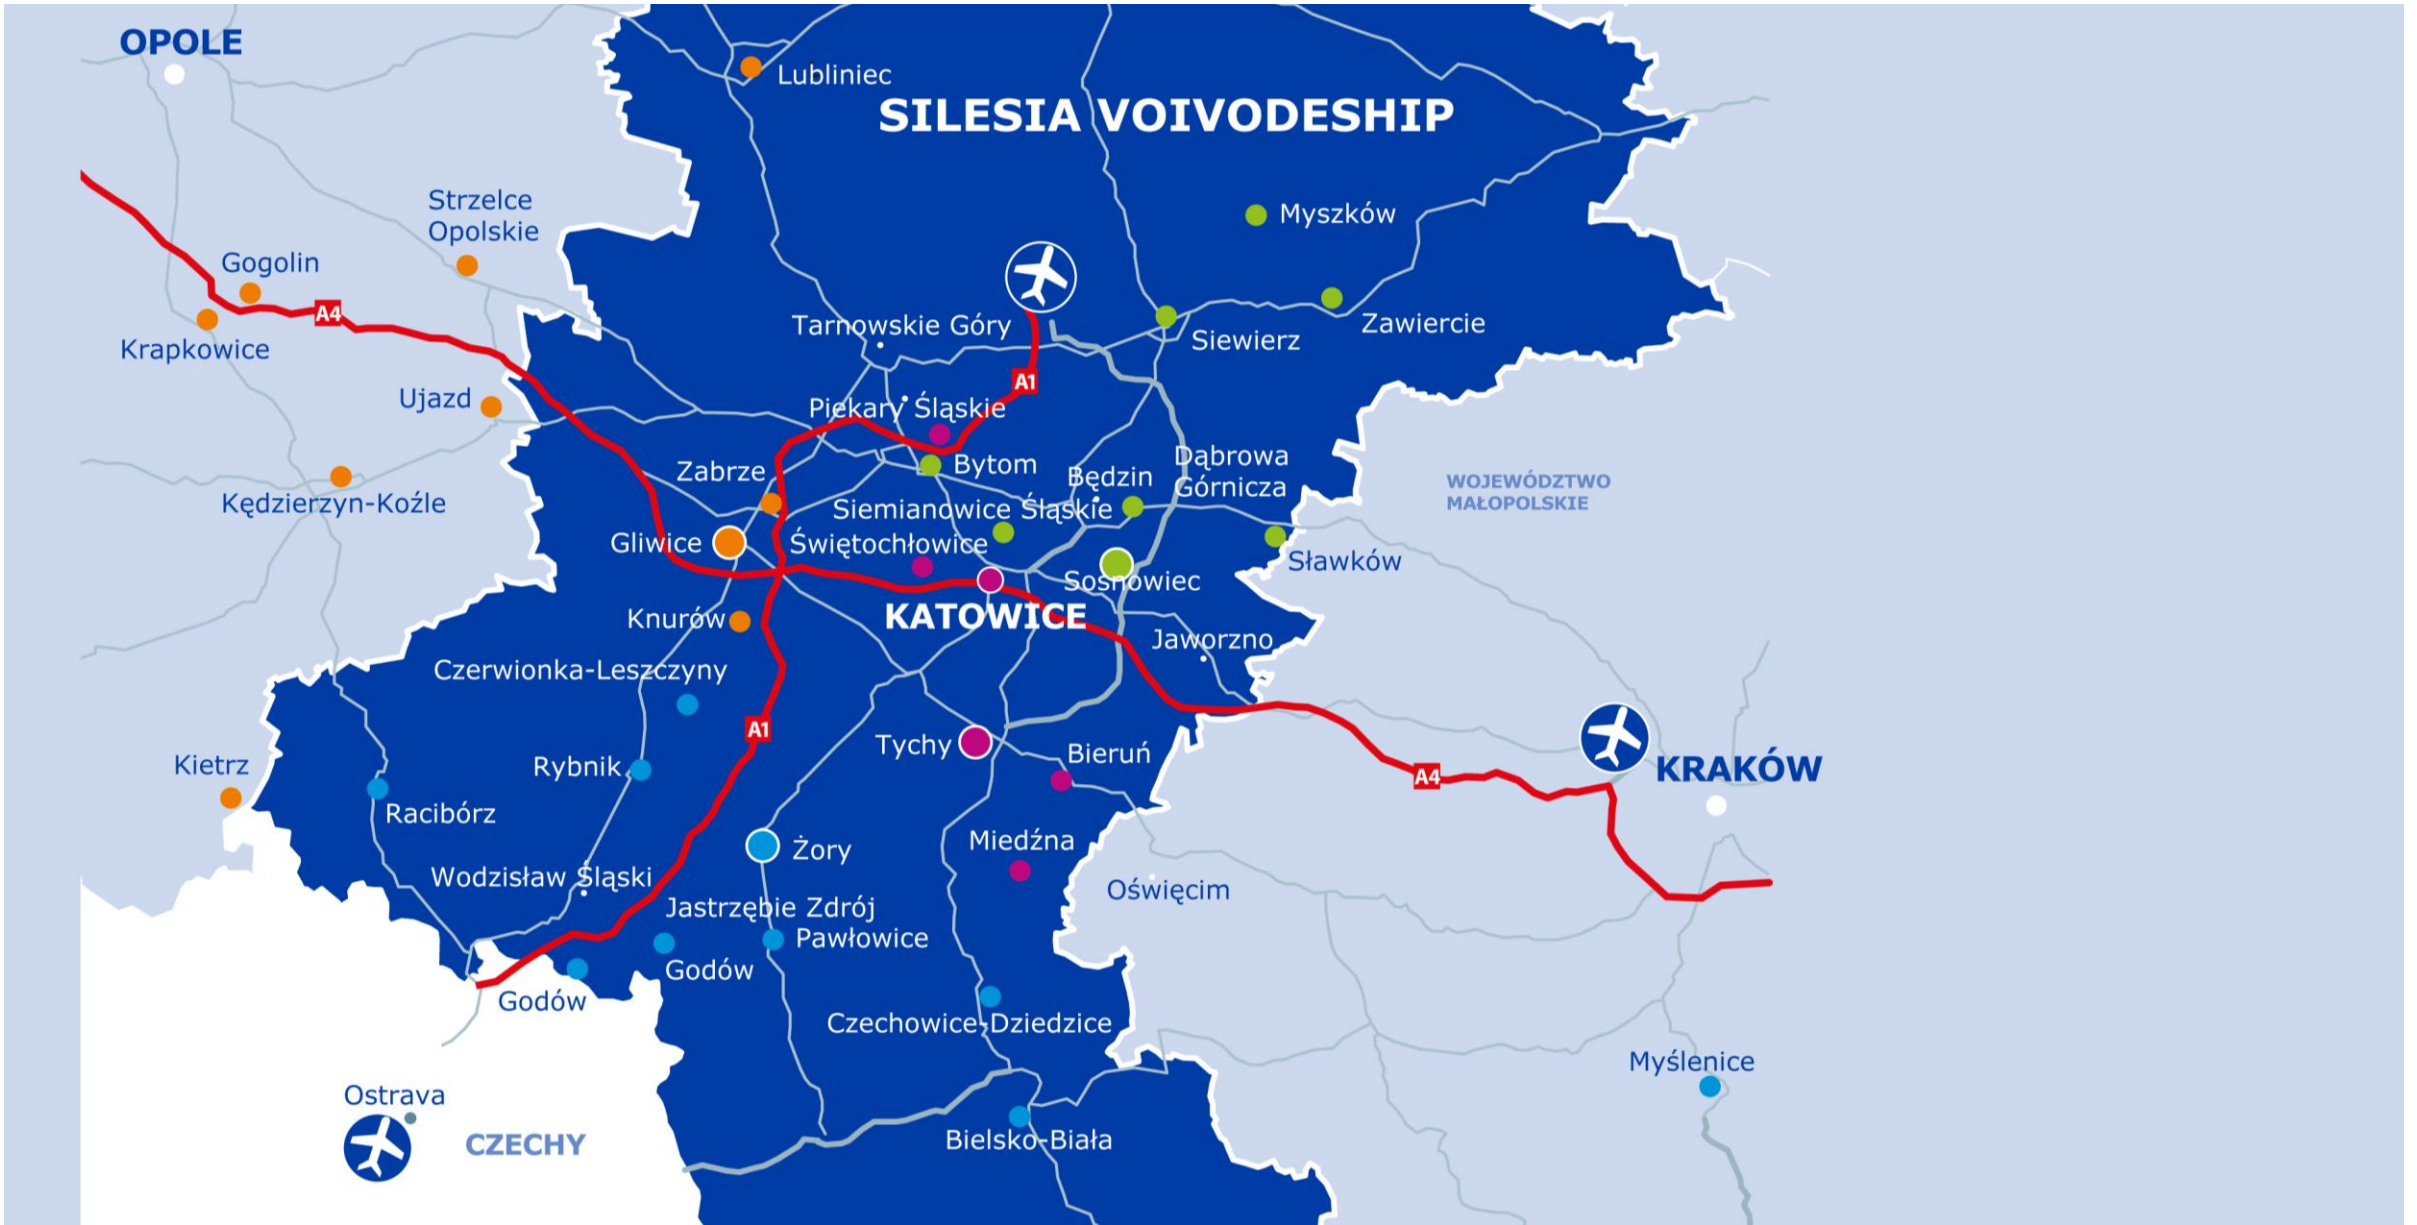 OPOLE
Lubliniec
SILESIA VOIVODESHIP
Strzelce
Opolskie
Myszków
Gogolin
A4
Krapkowice
Tarnowskie Góry
Siewierz
Zawiercie
A1
Ujazd
Piekary Śląskie
Zabrze
Bytom
Będzin
Dąbrowa
Górnicza
WOJEWÓDZTWO
MAŁOPOLSKIE
Kędzierzyn-Koźle
Siemianowice Śląskie
Gliwice
Świętochłowice
Sławków
Sosnowiec
Knurów
KATOWICE
Jaworzno
Czerwionka-Leszczyny
A1
Tychy
Bieruń
Kietrz
Rybnik
A4
KRAKÓW
Racibórz
Żory
Miedźna
Wodzisław Śląski
Oświęcim
Jastrzębie Zdrój
Pawłowice
Godów
Godów
Czechowice-Dziedzice
Myślenice
Ostrava
CZECHY
Bielsko-Biała